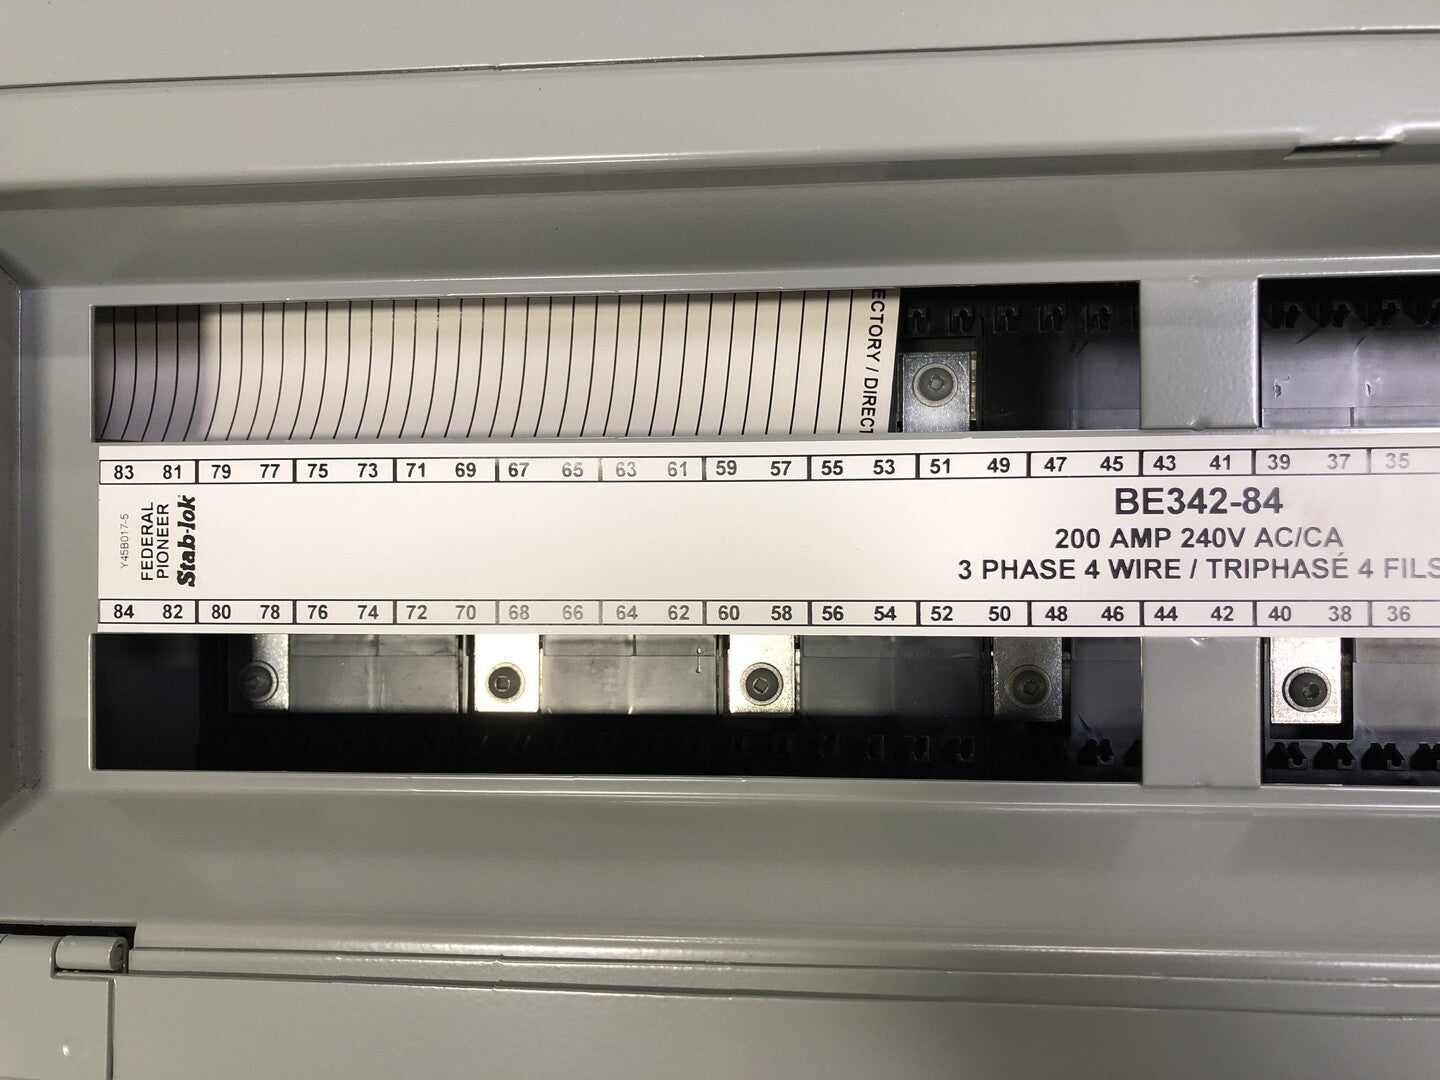 ECTORY / DIRECT
83 81 79 77 75 73 71 69 67 65 63 61 59 57 55 53 51 49 47 45 43 41 39 37 35
Y45B017-5
FEDERAL
PIONEER
Stab-lok
BE342-84
200 AMP 240V AC/CA
3 PHASE 4 WIRE / TRIPHASÉ 4 FILS
84 82 80 78 76 74 72 70 68 66 64 62 60 58 56 54 52 50 48 46 44 42 40 38 36